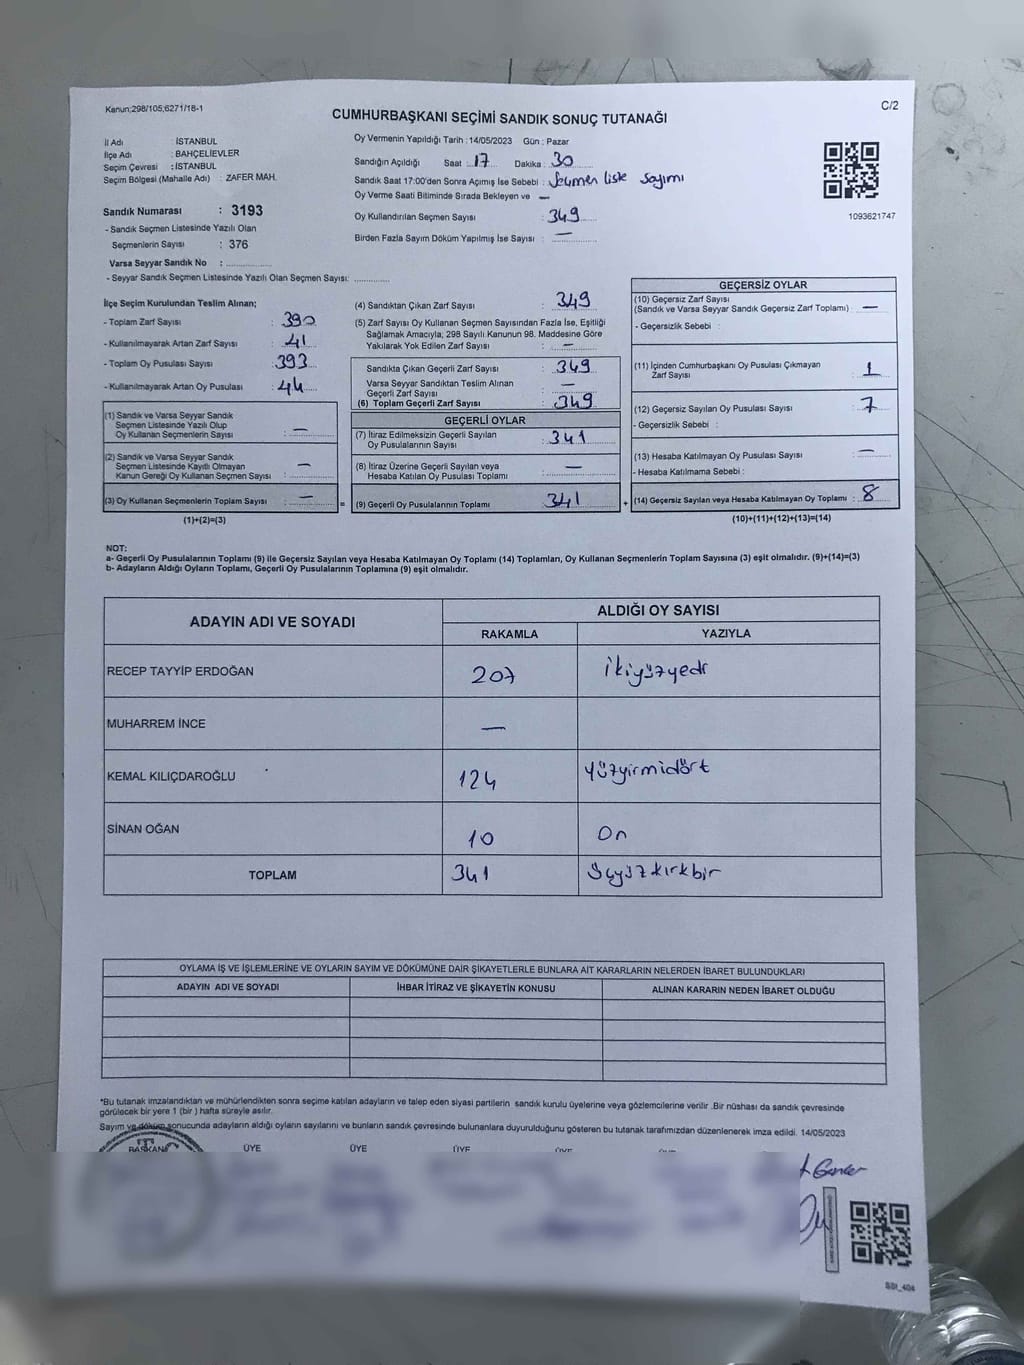 Kanun:298/105,6271/18-1
C/2
CUMHURBAŞKANI SEÇİMİ SANDIK SONUÇ TUTANAĞI
İl Adı : İSTANBUL
İlçe Adı : BAHÇELİEVLER
Seçim Çevresi : İSTANBUL
Seçim Bölgesi (Mahalle Adı) : ZAFER MAH.
Sandık Numarası : 3193
- Sandık Seçmen Listesinde Yazılı Olan
Seçmenlerin Sayısı : 376
Varsa Seyyar Sandık No :
- Seyyar Sandık Seçmen Listesinde Yazılı Olan Seçmen Sayısı:
Oy Vermenin Yapıldığı Tarih :14/05/2023 Gün : Pazar
Sandığın Açıldığı Saat : 17 Dakika : 30
Sandık Saat 17:00'den Sonra Açımış İse Sebebi : Seçmen liste sayımı
Oy Verme Saati Bitiminde Sırada Bekleyen ve —
Oy Kullandırılan Seçmen Sayısı : 349
Birden Fazla Sayım Döküm Yapılmış İse Sayısı : —
1093621747
İlçe Seçim Kurulundan Teslim Alınan;
- Toplam Zarf Sayısı : 390
- Kullanılmayarak Artan Zarf Sayısı : 41
- Toplam Oy Pusulası Sayısı : 393
- Kullanılmayarak Artan Oy Pusulası : 44
(1) Sandık ve Varsa Seyyar Sandık
Seçmen Listesinde Yazılı Olup
Oy Kullanan Seçmenlerin Sayısı : —
(2) Sandık ve Varsa Seyyar Sandık
Seçmen Listesinde Kayıtlı Olmayan
Kanun Gereği Oy Kullanan Seçmen Sayısı : —
(3) Oy Kullanan Seçmenlerin Toplam Sayısı : — =
(1)+(2)=(3)
(4) Sandıktan Çıkan Zarf Sayısı : 349
(5) Zarf Sayısı Oy Kullanan Seçmen Sayısından Fazla İse, Eşitliği
Sağlamak Amacıyla; 298 Sayılı Kanunun 98. Maddesine Göre
Yakılarak Yok Edilen Zarf Sayısı : —
Sandıkta Çıkan Geçerli Zarf Sayısı : 349
Varsa Seyyar Sandıktan Teslim Alınan
Geçerli Zarf Sayısı : —
(6) Toplam Geçerli Zarf Sayısı : 349
GEÇERLİ OYLAR
(7) İtiraz Edilmeksizin Geçerli Sayılan
Oy Pusulalarının Sayısı : 341
(8) İtiraz Üzerine Geçerli Sayılan veya
Hesaba Katılan Oy Pusulası Toplamı : —
(9) Geçerli Oy Pusulalarının Toplamı : 341 +
GEÇERSİZ OYLAR
(10) Geçersiz Zarf Sayısı
(Sandık ve Varsa Seyyar Sandık Geçersiz Zarf Toplamı) : —
- Geçersizlik Sebebi :
(11) İçinden Cumhurbaşkanı Oy Pusulası Çıkmayan
Zarf Sayısı : 1
(12) Geçersiz Sayılan Oy Pusulası Sayısı : 7
- Geçersizlik Sebebi :
(13) Hesaba Katılmayan Oy Pusulası Sayısı : —
- Hesaba Katılmama Sebebi :
(14) Geçersiz Sayılan veya Hesaba Katılmayan Oy Toplamı : 8
(10)+(11)+(12)+(13)=(14)
NOT:
a- Geçerli Oy Pusulalarının Toplamı (9) ile Geçersiz Sayılan veya Hesaba Katılmayan Oy Toplamı (14) Toplamları, Oy Kullanan Seçmenlerin Toplam Sayısına (3) eşit olmalıdır. (9)+(14)=(3)
b- Adayların Aldığı Oyların Toplamı, Geçerli Oy Pusulalarının Toplamına (9) eşit olmalıdır.
ADAYIN ADI VE SOYADI
ALDIĞI OY SAYISI
RAKAMLA YAZIYLA
RECEP TAYYİP ERDOĞAN 207 ikiyüzyedi
MUHARREM İNCE —
KEMAL KILIÇDAROĞLU 124 yüzyirmidört
SİNAN OĞAN 10 On
TOPLAM 341 üçyüzkırkbir
OYLAMA İŞ VE İŞLEMLERİNE VE OYLARIN SAYIM VE DÖKÜMÜNE DAİR ŞİKAYETLERLE BUNLARA AİT KARARLARIN NELERDEN İBARET BULUNDUKLARI
ADAYIN ADI VE SOYADI İHBAR İTİRAZ VE ŞİKAYETİN KONUSU ALINAN KARARIN NEDEN İBARET OLDUĞU
*Bu tutanak imzalandıktan ve mühürlendikten sonra seçime katılan adayların ve talep eden siyasi partilerin sandık kurulu üyelerine veya gözlemcilerine verilir .Bir nüshası da sandık çevresinde
görülecek bir yere 1 (bir ) hafta süreyle asılır.
Sayım ve döküm sonucunda adayların aldığı oyların sayılarını ve bunların sandık çevresinde bulunanlara duyurulduğunu gösteren bu tutanak tarafımızdan düzenlenerek imza edildi. 14/05/2023
BAŞKAN ÜYE ÜYE ÜYE
SSI_404